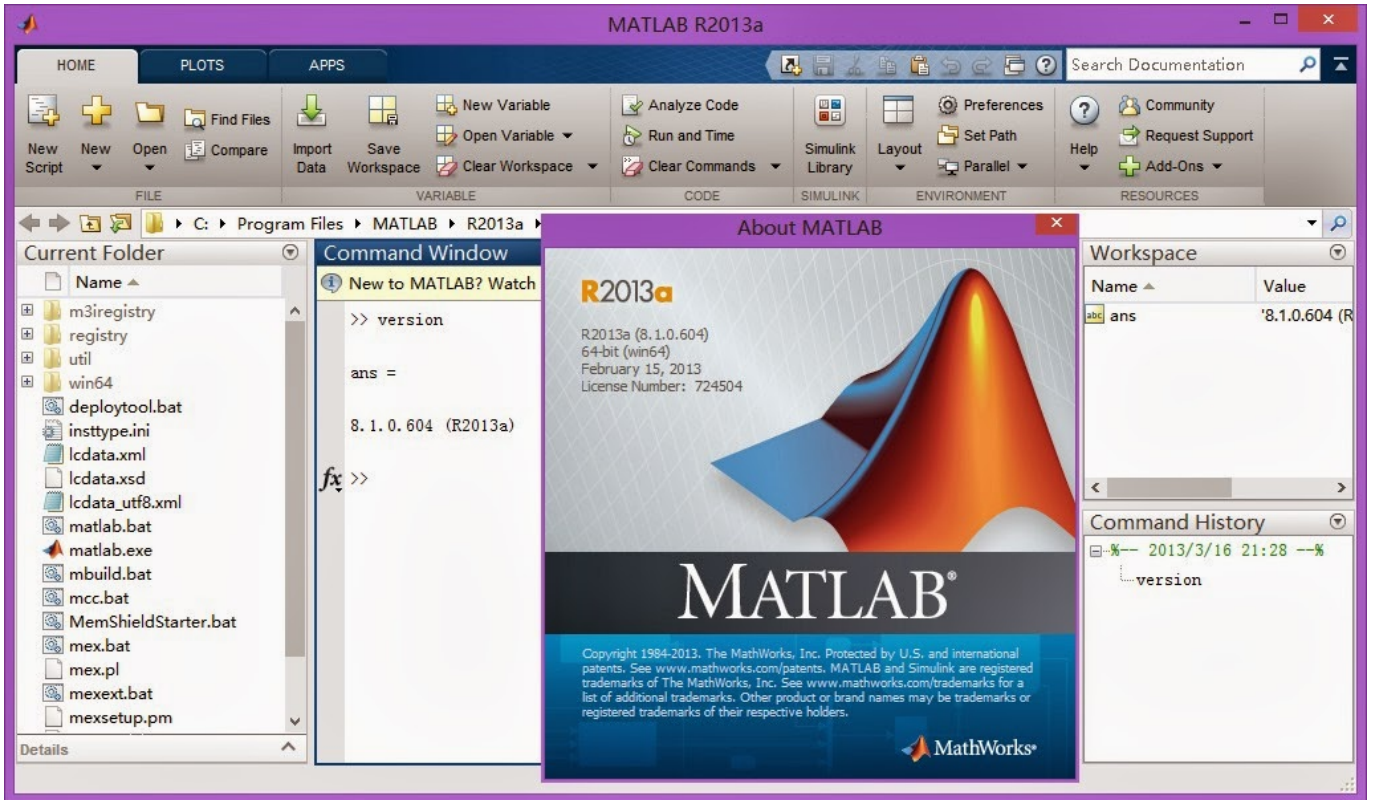 MATLAB R2013a
HOME PLOTS APPS
Search Documentation
New Script
New
Open
Find Files
Compare
FILE
Import Data
Save Workspace
New Variable
Open Variable
Clear Workspace
VARIABLE
Analyze Code
Run and Time
Clear Commands
CODE
Simulink Library
SIMULINK
Layout
Preferences
Set Path
Parallel
ENVIRONMENT
Help
Community
Request Support
Add-Ons
RESOURCES
C: Program Files MATLAB R2013a
Current Folder
Name
m3iregistry
registry
util
win64
deploytool.bat
insttype.ini
lcdata.xml
lcdata.xsd
lcdata_utf8.xml
matlab.bat
matlab.exe
mbuild.bat
mcc.bat
MemShieldStarter.bat
mex.bat
mex.pl
mexext.bat
mexsetup.pm
Details
Command Window
New to MATLAB? Watch
>> version
ans =
8.1.0.604 (R2013a)
fx >>
About MATLAB
R2013a
R2013a (8.1.0.604)
64-bit (win64)
February 15, 2013
License Number: 724504
MATLAB®
Copyright 1984-2013. The MathWorks, Inc. Protected by U.S. and international
patents. See www.mathworks.com/patents. MATLAB and Simulink are registered
trademarks of The MathWorks, Inc. See www.mathworks.com/trademarks for a
list of additional trademarks. Other product or brand names may be trademarks or
registered trademarks of their respective holders.
MathWorks®
Workspace
Name Value
abc ans '8.1.0.604 (R
Command History
%-- 2013/3/16 21:28 --%
version